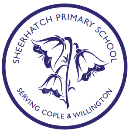 SHEERHATCH PRIMARY SCHOOL
SERVING COPLE & WILLINGTON